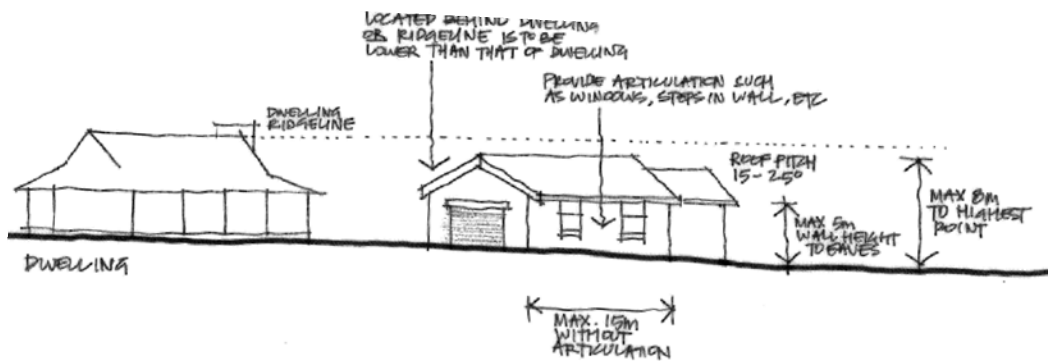 LOCATED BEHIND DWELLING
OR RIDGELINE IS TO BE
LOWER THAN THAT OF DWELLING
PROVIDE ARTICULATION SUCH
AS WINDOWS, STEPS IN WALL, ETC
DWELLING
RIDGELINE
ROOF PITCH
15-25°
MAX 8m
TO HIGHEST
POINT
MAX 5m
WALL HEIGHT
TO EAVES
DWELLING
MAX. 15m
WITHOUT
ARTICULATION